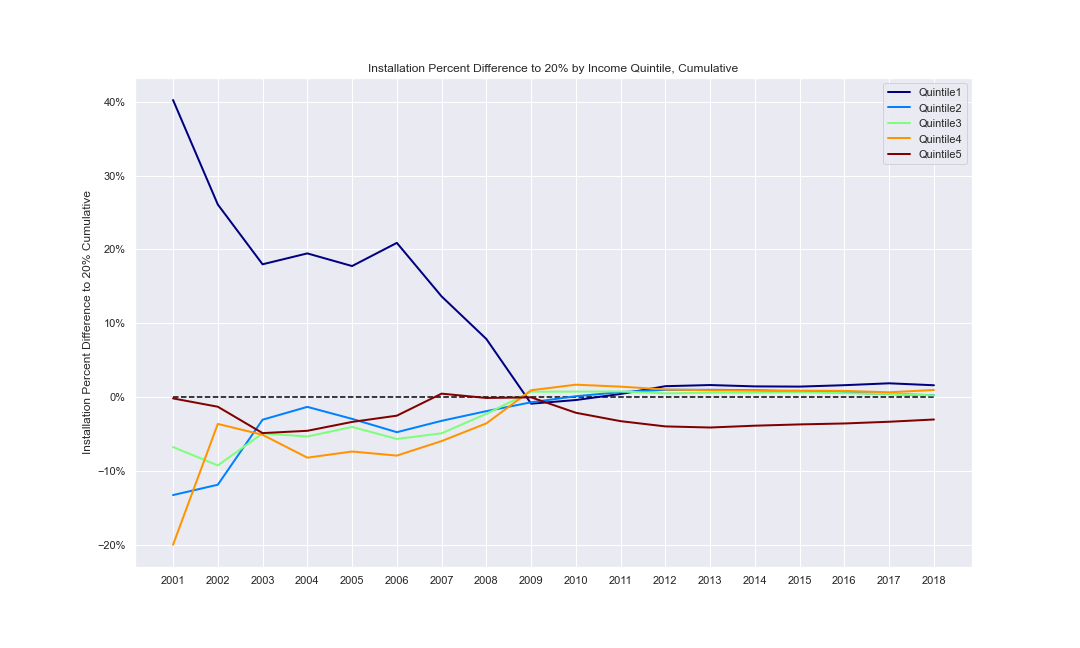 Installation Percent Difference to 20% by Income Quintile, Cumulative
Installation Percent Difference to 20% Cumulative
40%
30%
20%
10%
0%
−10%
−20%
Quintile1
Quintile2
Quintile3
Quintile4
Quintile5
2001 2002 2003 2004 2005 2006 2007 2008 2009 2010 2011 2012 2013 2014 2015 2016 2017 2018